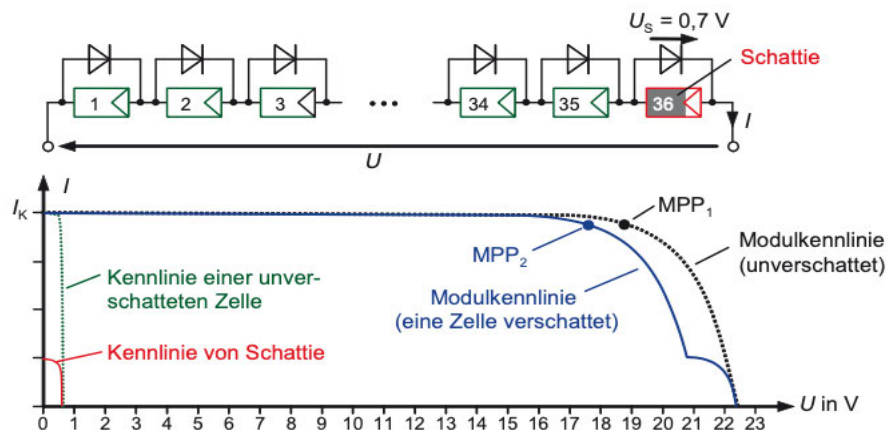 U_S = 0,7 V
Schattie
1 2 3 ... 34 35 36
I
U
I
I_K
MPP_1
MPP_2
Modulkennlinie
(unverschattet)
Kennlinie einer unver-
schatteten Zelle
Modulkennlinie
(eine Zelle verschattet)
Kennlinie von Schattie
0 1 2 3 4 5 6 7 8 9 10 11 12 13 14 15 16 17 18 19 20 21 22 23 U in V